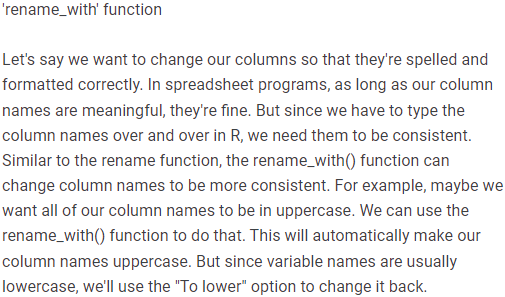 'rename_with' function
Let's say we want to change our columns so that they're spelled and
formatted correctly. In spreadsheet programs, as long as our column
names are meaningful, they're fine. But since we have to type the
column names over and over in R, we need them to be consistent.
Similar to the rename function, the rename_with() function can
change column names to be more consistent. For example, maybe we
want all of our column names to be in uppercase. We can use the
rename_with() function to do that. This will automatically make our
column names uppercase. But since variable names are usually
lowercase, we'll use the "To lower" option to change it back.